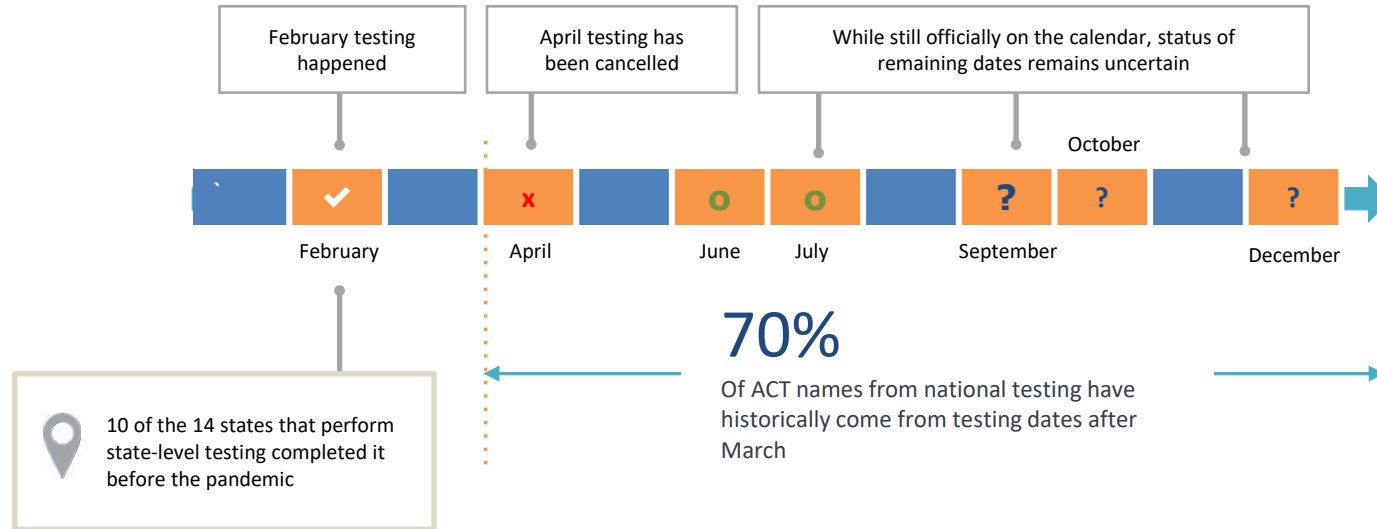 February testing
happened
April testing has
been cancelled
While still officially on the calendar, status of
remaining dates remains uncertain
October
`
x
o
o
?
?
?
February
April
June
July
September
December
70%
Of ACT names from national testing have
historically come from testing dates after
March
10 of the 14 states that perform
state-level testing completed it
before the pandemic